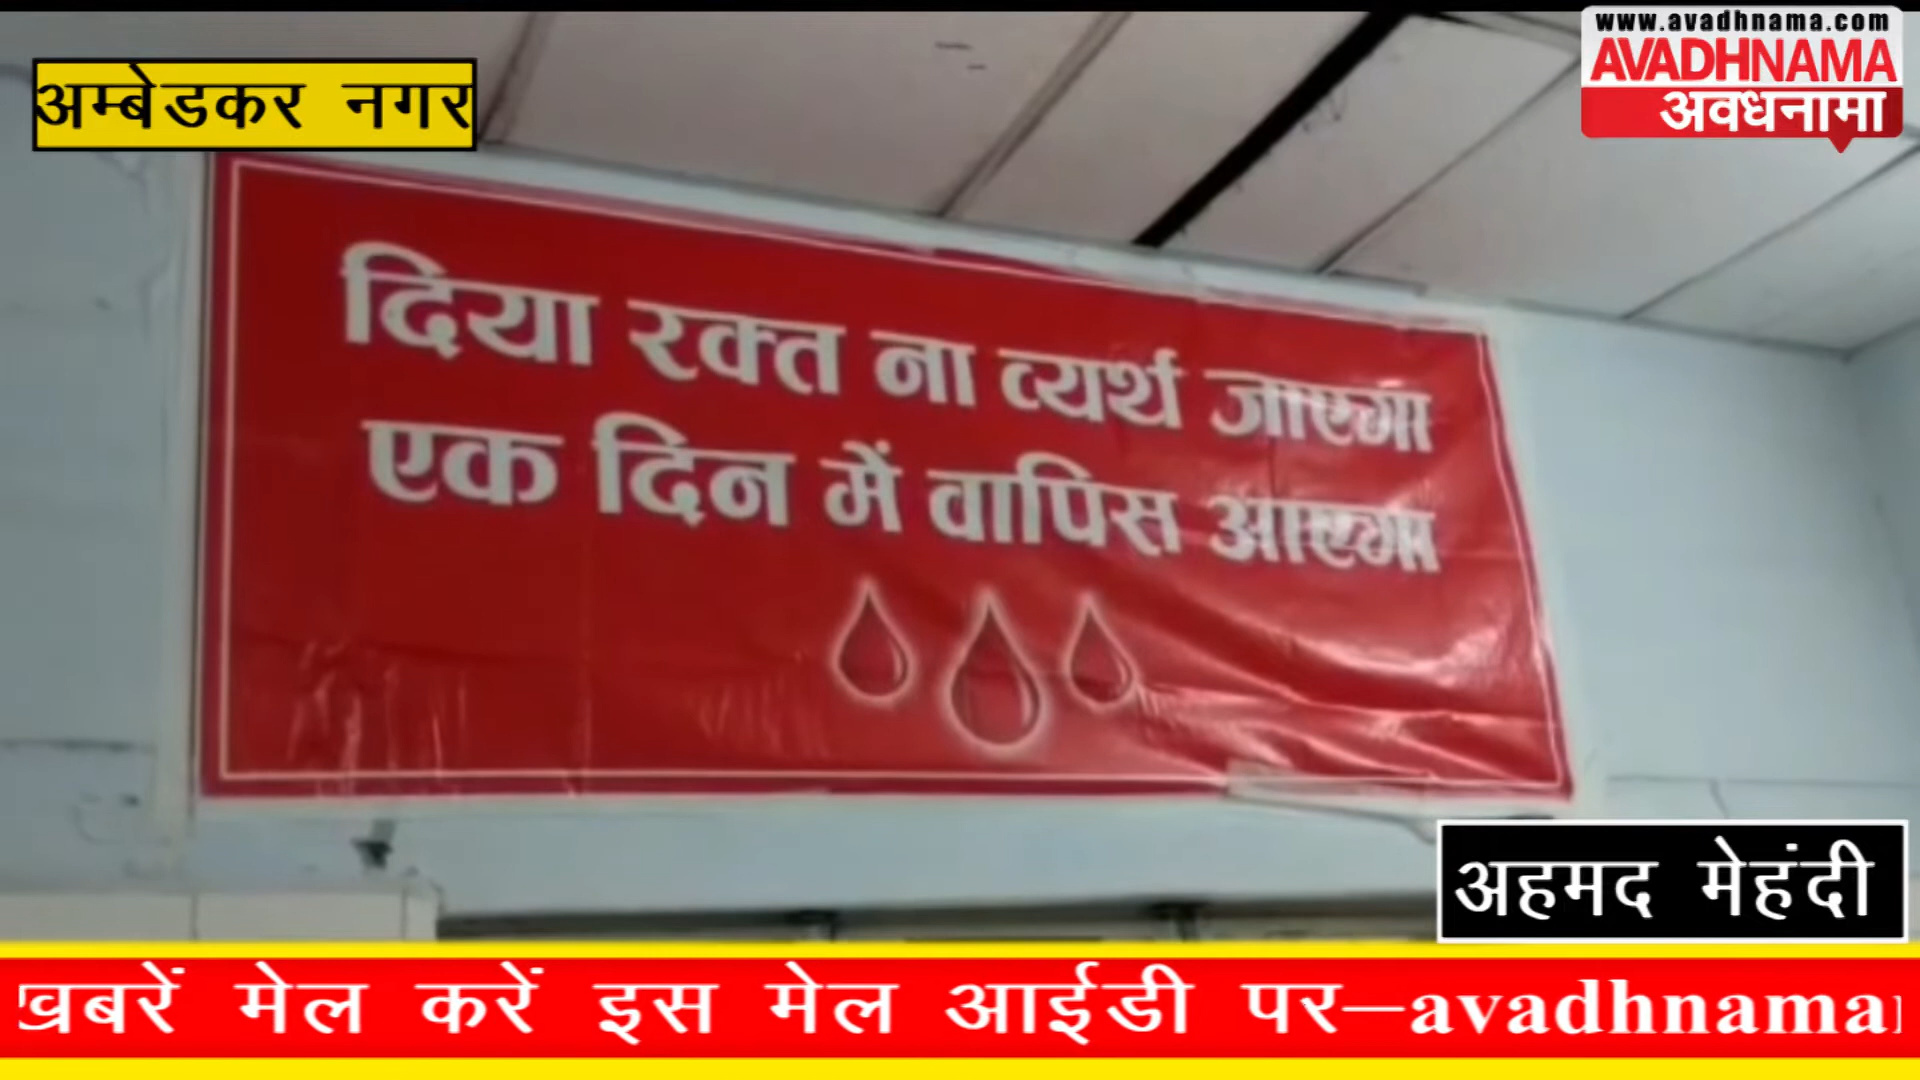 www.avadhnama.com
AVADHNAMA
अवधनामा
अम्बेडकर नगर
दिया रक्त ना व्यर्थ जाएगा
एक दिन में वापिस आएगा
अहमद मेहंदी
खबरें मेल करें इस मेल आईडी पर–avadhnama